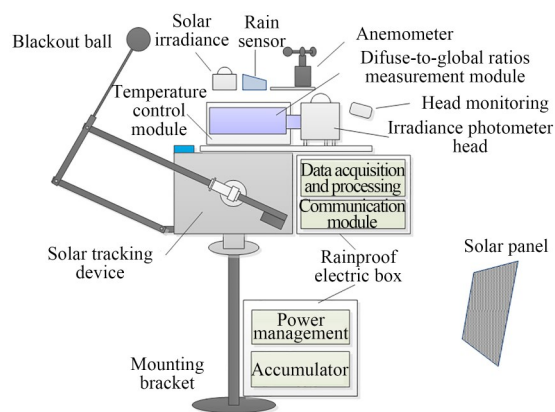 Solar
irradiance
Rain
sensor
Blackout ball
Anemometer
Difuse-to-global ratios
measurement module
Temperature
control
module
Head monitoring
Irradiance photometer
head
Data acquisition
and processing
Communication
module
Solar tracking
device
Rainproof
electric box
Solar panel
Power
management
Accumulator
Mounting
bracket